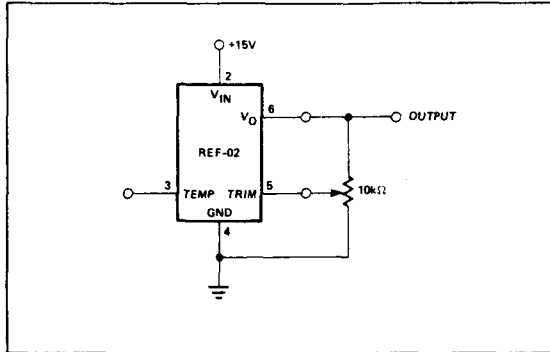 +15V
2
V_IN
6
V_O
OUTPUT
REF-02
3
TEMP
TRIM
5
10kΩ
GND
4